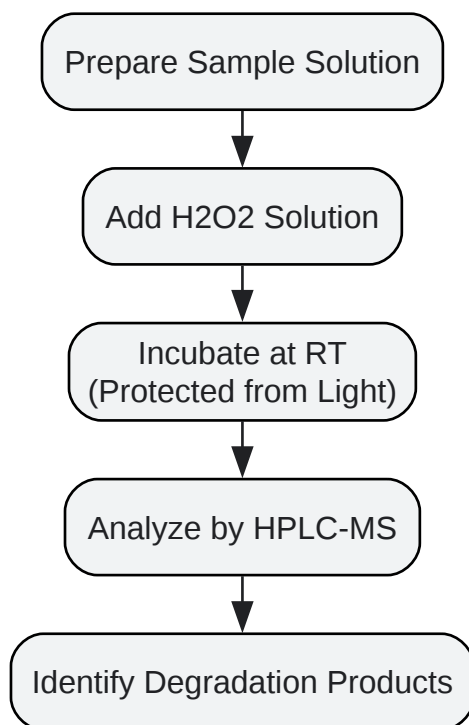 Prepare Sample Solution
Add H2O2 Solution
Incubate at RT
(Protected from Light)
Analyze by HPLC-MS
Identify Degradation Products